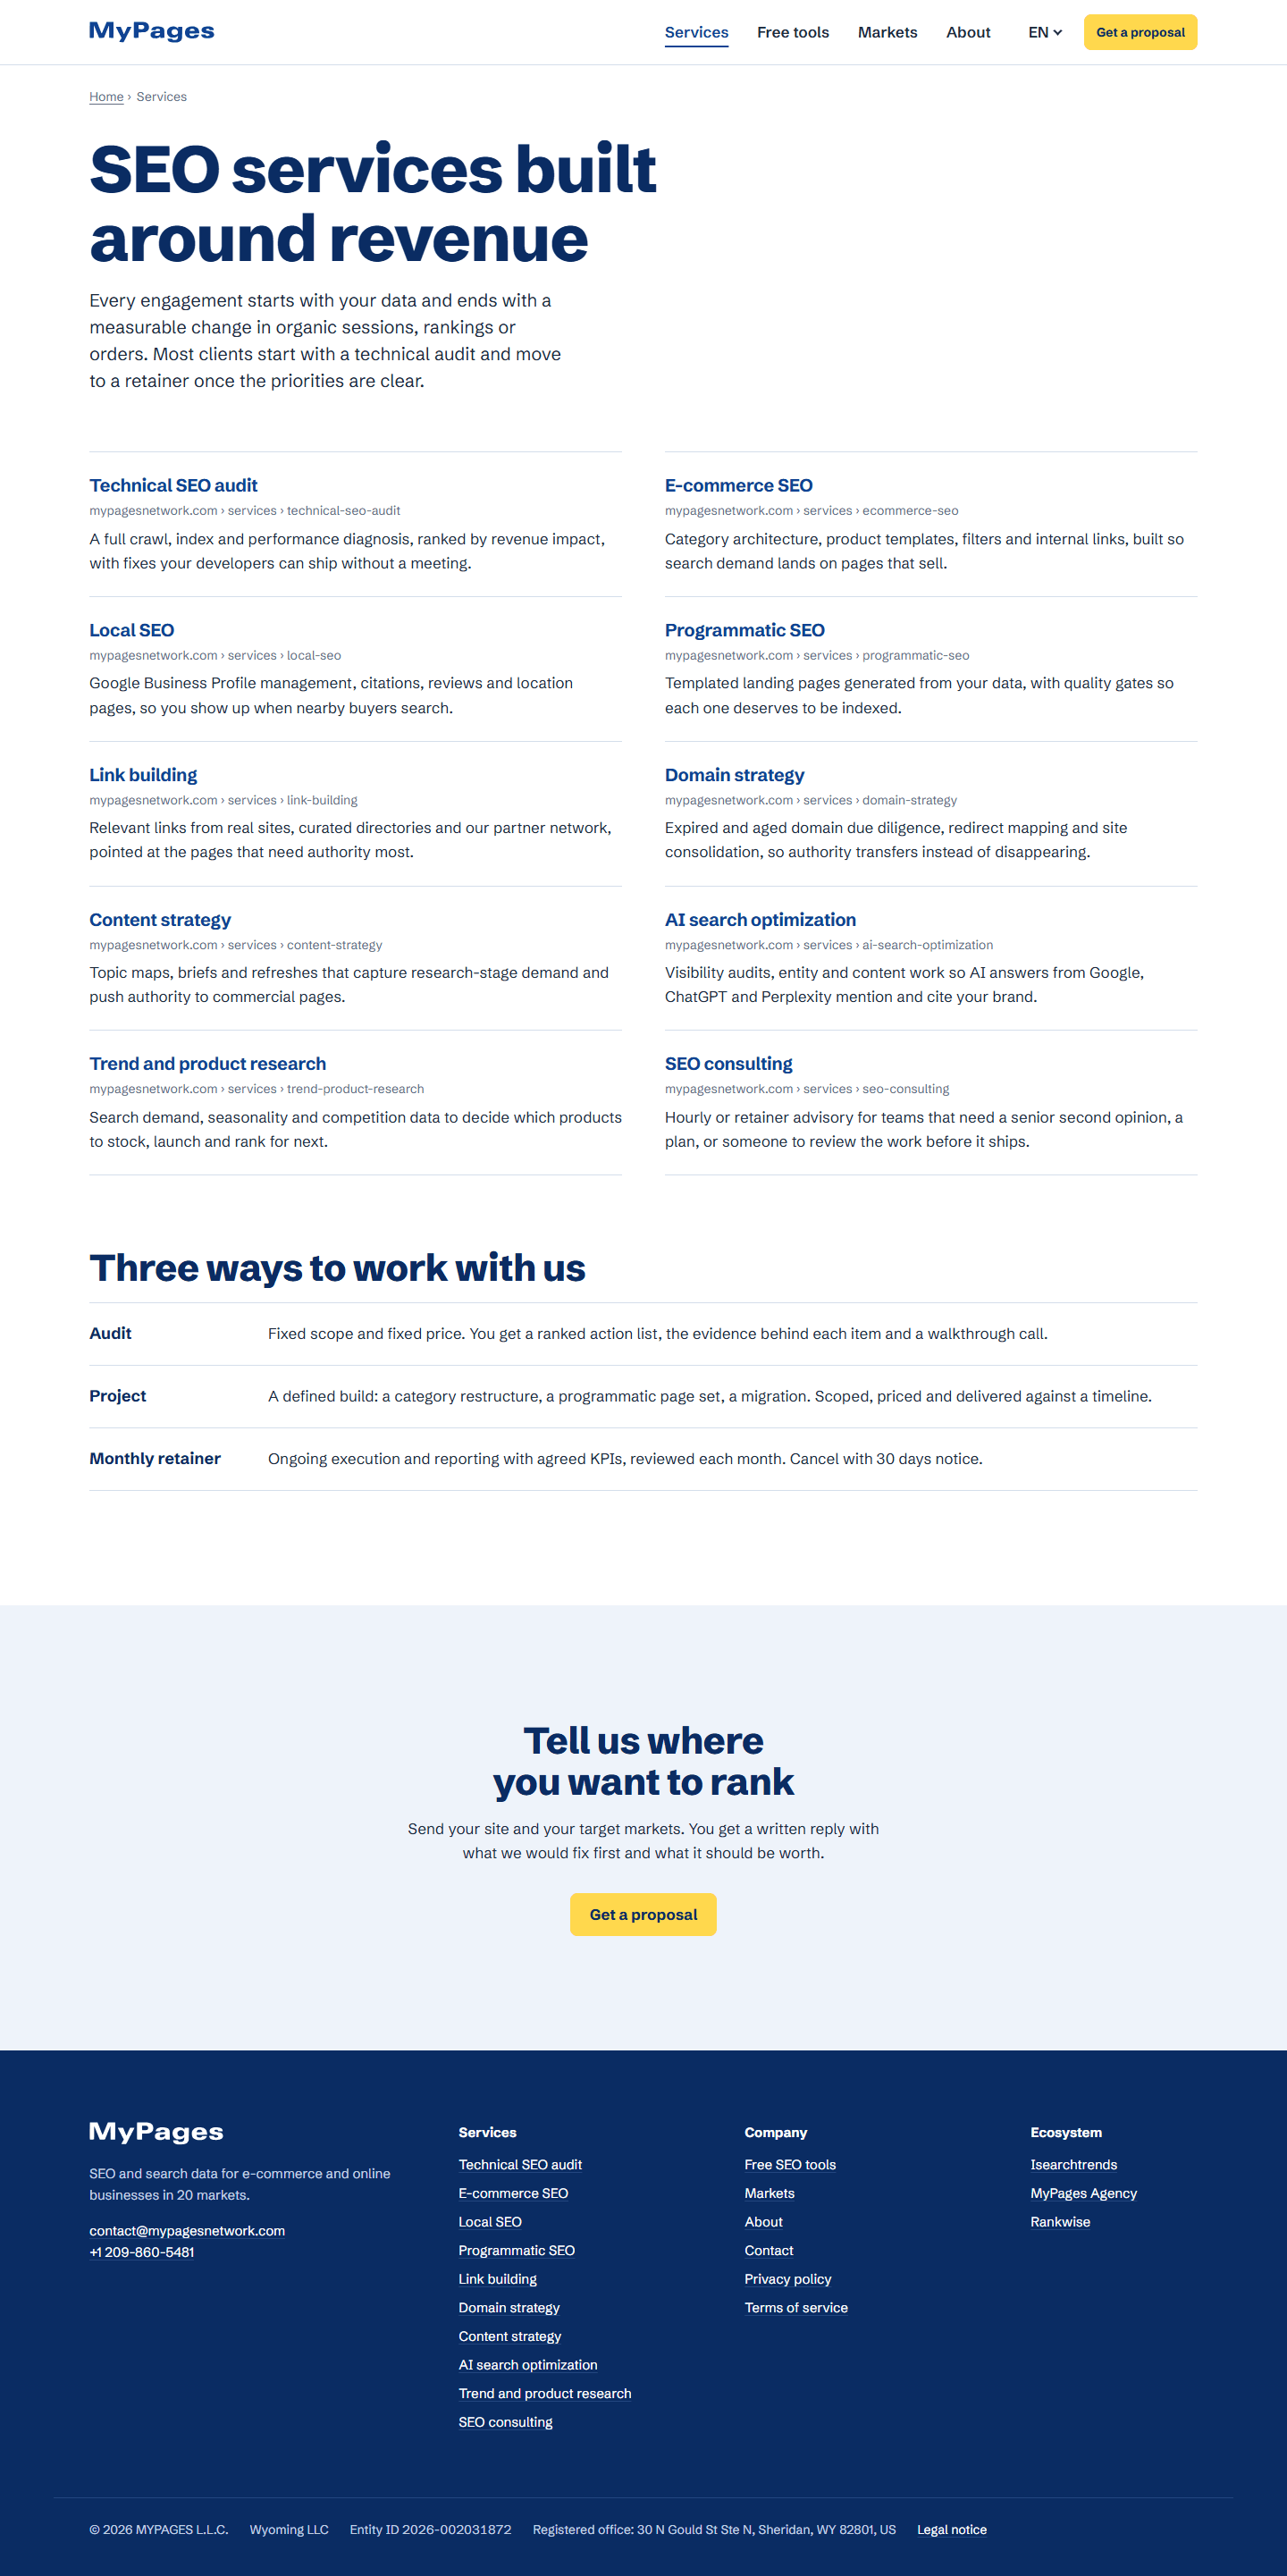 MyPages
Services
Free tools
Markets
About
EN
Get a proposal
Home › Services
SEO services built
around revenue
Every engagement starts with your data and ends with a
measurable change in organic sessions, rankings or
orders. Most clients start with a technical audit and move
to a retainer once the priorities are clear.
Technical SEO audit
mypagesnetwork.com › services › technical-seo-audit
A full crawl, index and performance diagnosis, ranked by revenue impact,
with fixes your developers can ship without a meeting.
E-commerce SEO
mypagesnetwork.com › services › ecommerce-seo
Category architecture, product templates, filters and internal links, built so
search demand lands on pages that sell.
Local SEO
mypagesnetwork.com › services › local-seo
Google Business Profile management, citations, reviews and location
pages, so you show up when nearby buyers search.
Programmatic SEO
mypagesnetwork.com › services › programmatic-seo
Templated landing pages generated from your data, with quality gates so
each one deserves to be indexed.
Link building
mypagesnetwork.com › services › link-building
Relevant links from real sites, curated directories and our partner network,
pointed at the pages that need authority most.
Domain strategy
mypagesnetwork.com › services › domain-strategy
Expired and aged domain due diligence, redirect mapping and site
consolidation, so authority transfers instead of disappearing.
Content strategy
mypagesnetwork.com › services › content-strategy
Topic maps, briefs and refreshes that capture research-stage demand and
push authority to commercial pages.
AI search optimization
mypagesnetwork.com › services › ai-search-optimization
Visibility audits, entity and content work so AI answers from Google,
ChatGPT and Perplexity mention and cite your brand.
Trend and product research
mypagesnetwork.com › services › trend-product-research
Search demand, seasonality and competition data to decide which products
to stock, launch and rank for next.
SEO consulting
mypagesnetwork.com › services › seo-consulting
Hourly or retainer advisory for teams that need a senior second opinion, a
plan, or someone to review the work before it ships.
Three ways to work with us
Audit
Fixed scope and fixed price. You get a ranked action list, the evidence behind each item and a walkthrough call.
Project
A defined build: a category restructure, a programmatic page set, a migration. Scoped, priced and delivered against a timeline.
Monthly retainer
Ongoing execution and reporting with agreed KPIs, reviewed each month. Cancel with 30 days notice.
Tell us where
you want to rank
Send your site and your target markets. You get a written reply with
what we would fix first and what it should be worth.
Get a proposal
MyPages
SEO and search data for e-commerce and online
businesses in 20 markets.
contact@mypagesnetwork.com
+1 209-860-5481
Services
Technical SEO audit
E-commerce SEO
Local SEO
Programmatic SEO
Link building
Domain strategy
Content strategy
AI search optimization
Trend and product research
SEO consulting
Company
Free SEO tools
Markets
About
Contact
Privacy policy
Terms of service
Ecosystem
Isearchtrends
MyPages Agency
Rankwise
© 2026 MYPAGES L.L.C.
Wyoming LLC
Entity ID 2026-002031872
Registered office: 30 N Gould St Ste N, Sheridan, WY 82801, US
Legal notice